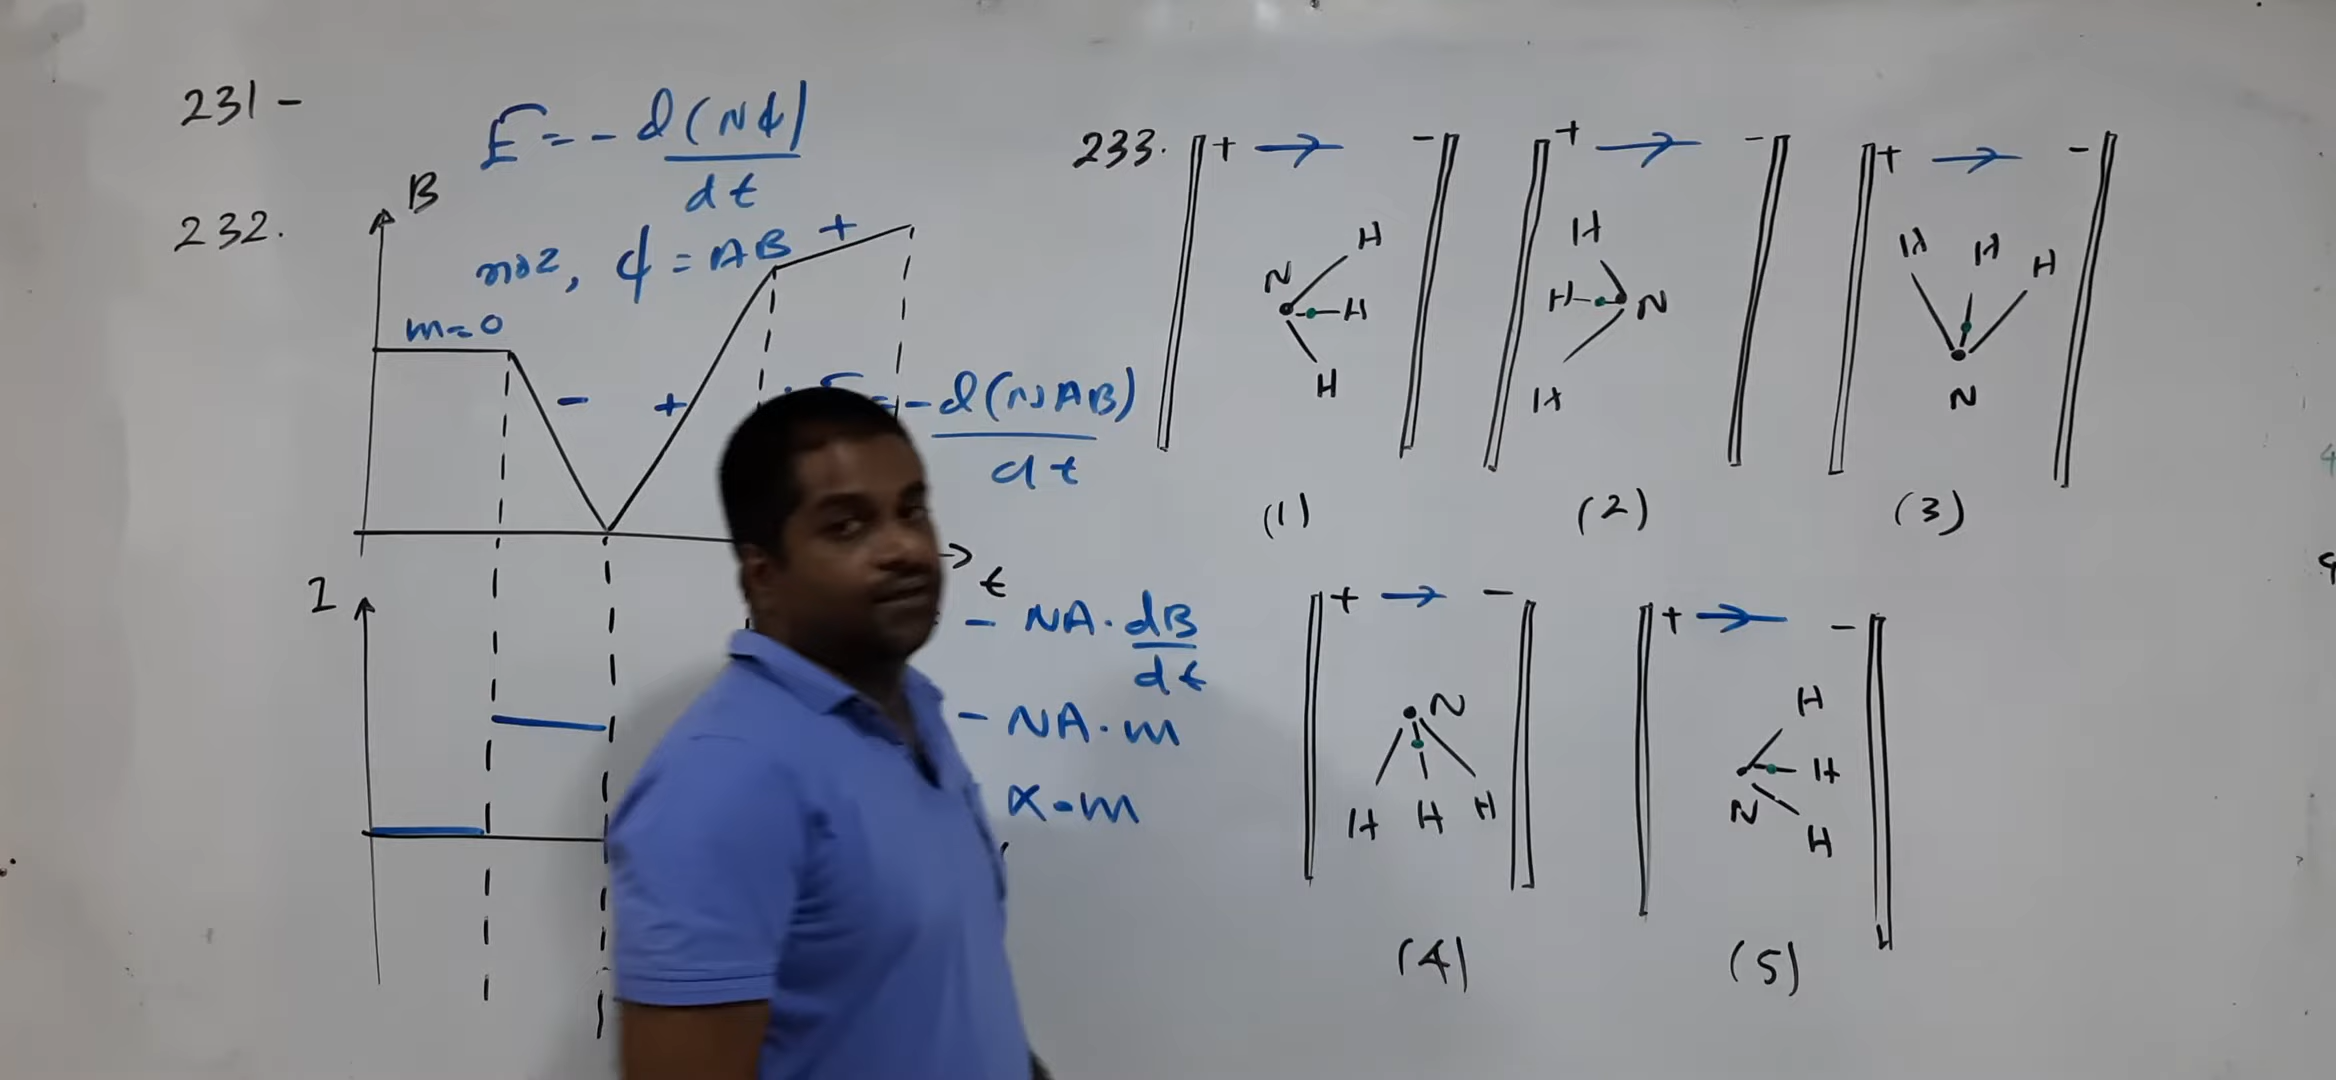 231-
E = - d(Nϕ)
dt
232.
B
ϕ = AB
+
m=0
-
+
= - d(NAB)
dt
t
I
- NA. dB
dt
- NA.m
∝ -m
233.
+ → -
+ → -
+ → -
H
N
H
H
H
H
N
H
H
H
H
N
(1)
(2)
(3)
+ → -
+ → -
N
H
H
H
H
H
N
H
(4)
(5)